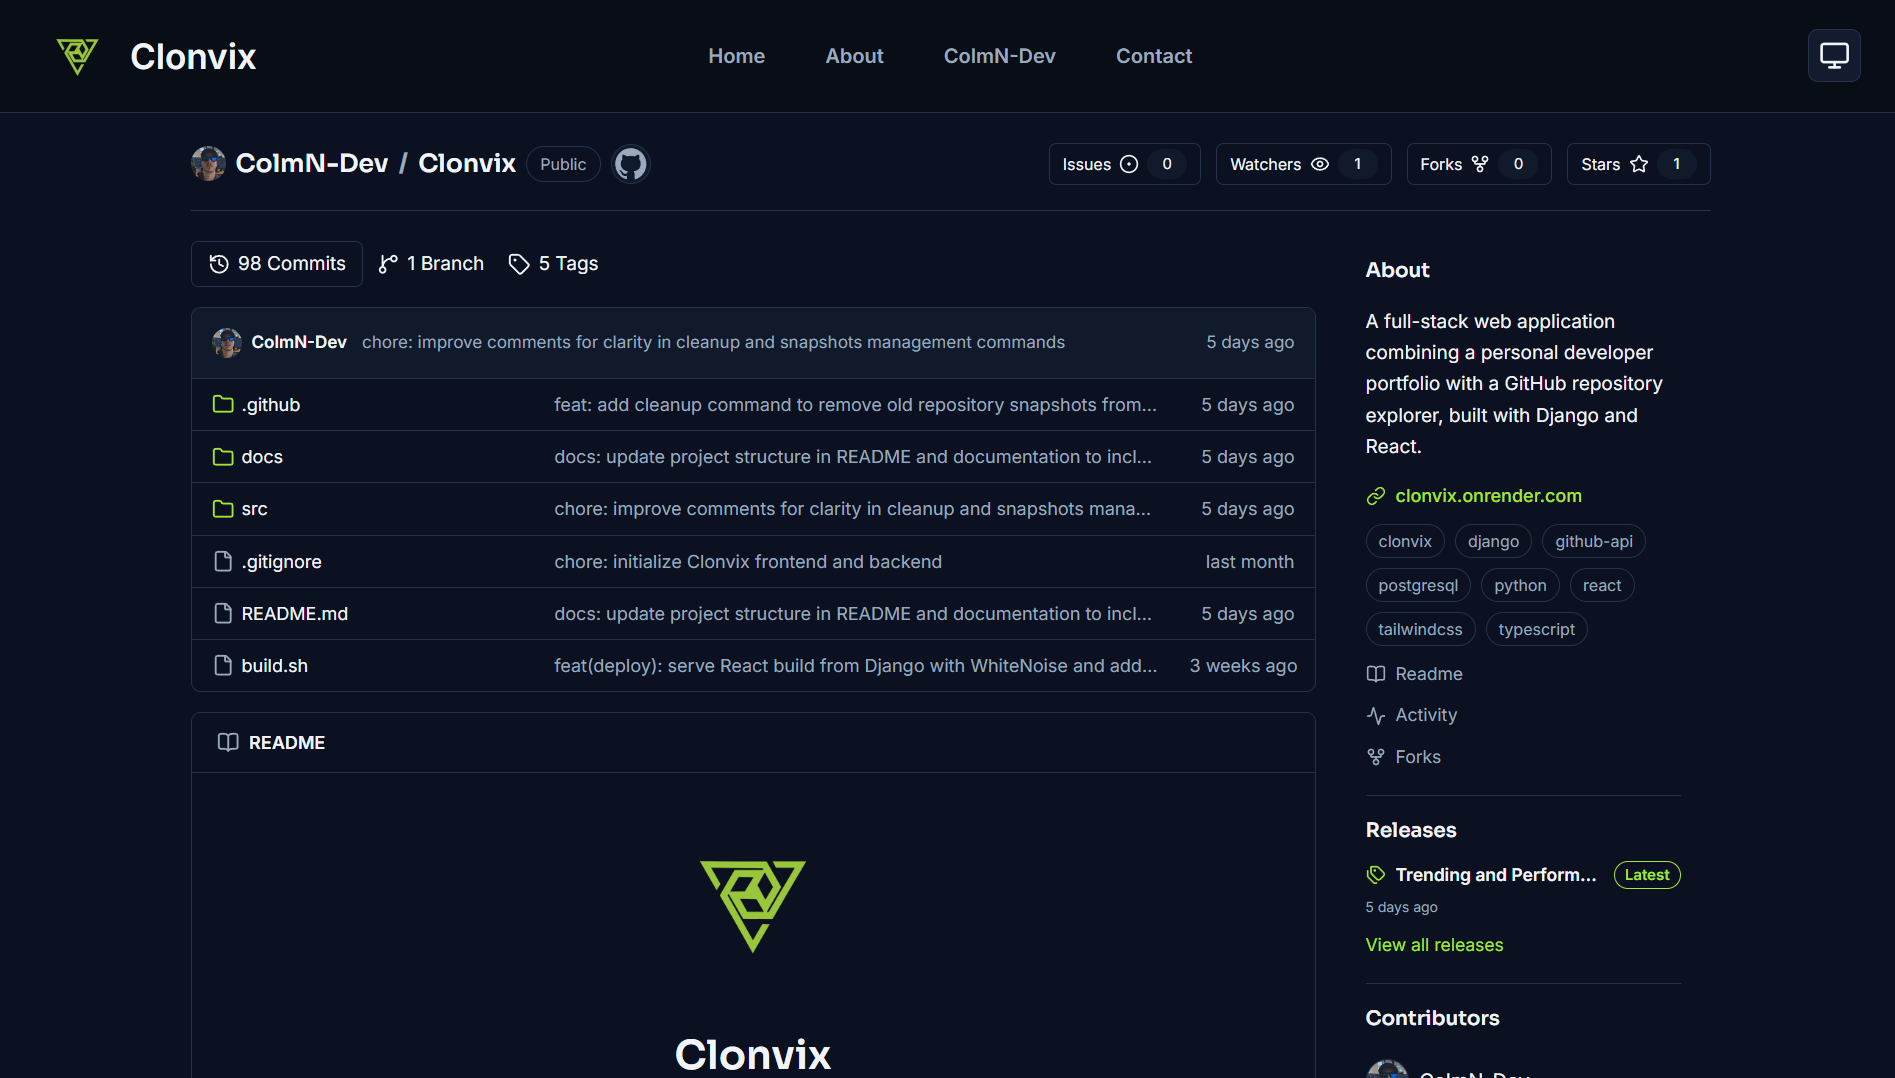 Clonvix
Home About ColmN-Dev Contact
ColmN-Dev / Clonvix Public
Issues 0 Watchers 1 Forks 0 Stars 1
98 Commits 1 Branch 5 Tags
ColmN-Dev chore: improve comments for clarity in cleanup and snapshots management commands 5 days ago
.github feat: add cleanup command to remove old repository snapshots from... 5 days ago
docs docs: update project structure in README and documentation to incl... 5 days ago
src chore: improve comments for clarity in cleanup and snapshots mana... 5 days ago
.gitignore chore: initialize Clonvix frontend and backend last month
README.md docs: update project structure in README and documentation to incl... 5 days ago
build.sh feat(deploy): serve React build from Django with WhiteNoise and add... 3 weeks ago
README
Clonvix
About
A full-stack web application
combining a personal developer
portfolio with a GitHub repository
explorer, built with Django and
React.
clonvix.onrender.com
clonvix django github-api
postgresql python react
tailwindcss typescript
Readme
Activity
Forks
Releases
Trending and Perform... Latest
5 days ago
View all releases
Contributors
ColmN-Dev